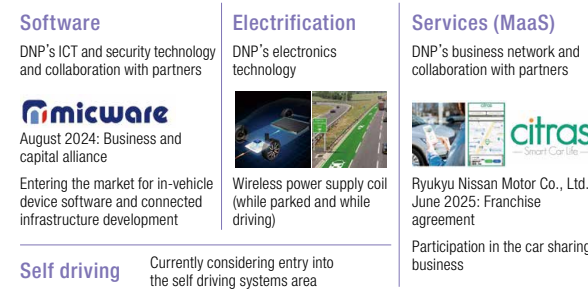 Software
DNP's ICT and security technology
and collaboration with partners
micware
August 2024: Business and
capital alliance
Entering the market for in-vehicle
device software and connected
infrastructure development
Electrification
DNP's electronics
technology
Wireless power supply coil
(while parked and while
driving)
Services (MaaS)
DNP's business network and
collaboration with partners
citras
citras
Smart Car Life
Ryukyu Nissan Motor Co., Ltd.
June 2025: Franchise
agreement
Participation in the car sharing
business
Self driving
Currently considering entry into
the self driving systems area